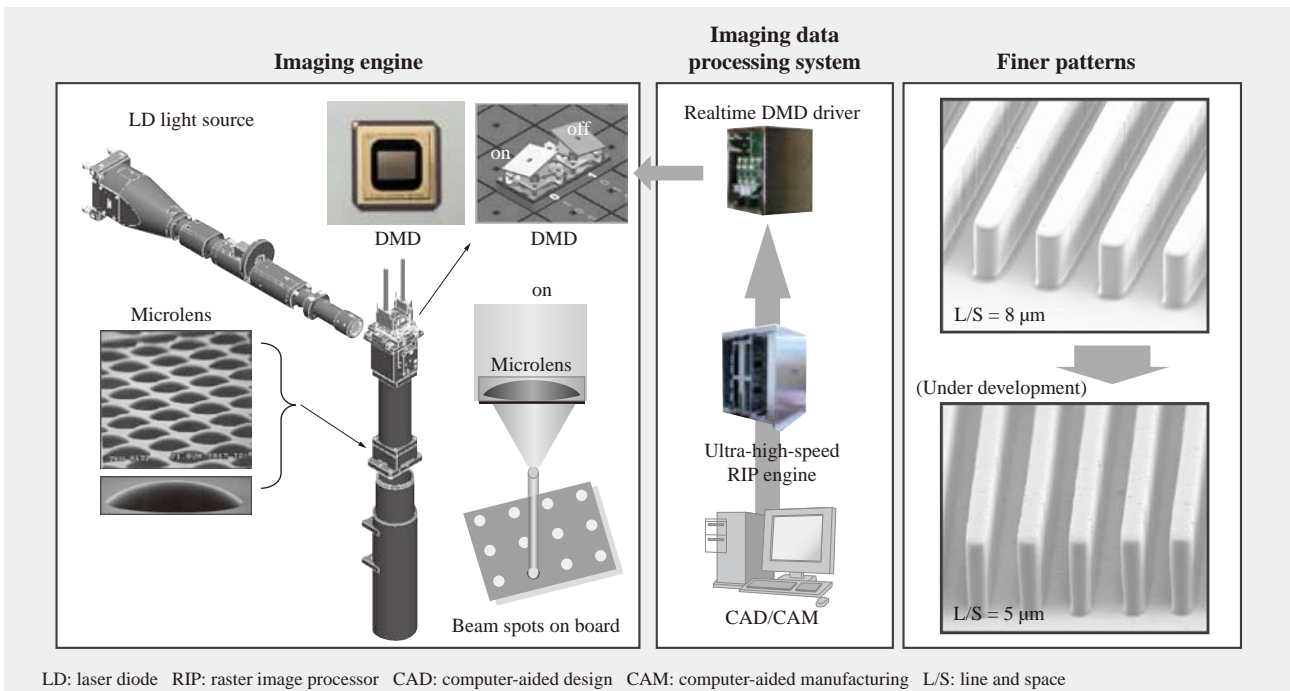 Imaging engine
Imaging data
processing system
Finer patterns
LD light source
on
off
DMD
DMD
Microlens
on
Microlens
Beam spots on board
Realtime DMD driver
Ultra-high-speed
RIP engine
CAD/CAM
L/S = 8 μm
(Under development)
L/S = 5 μm
LD: laser diode RIP: raster image processor CAD: computer-aided design CAM: computer-aided manufacturing L/S: line and space